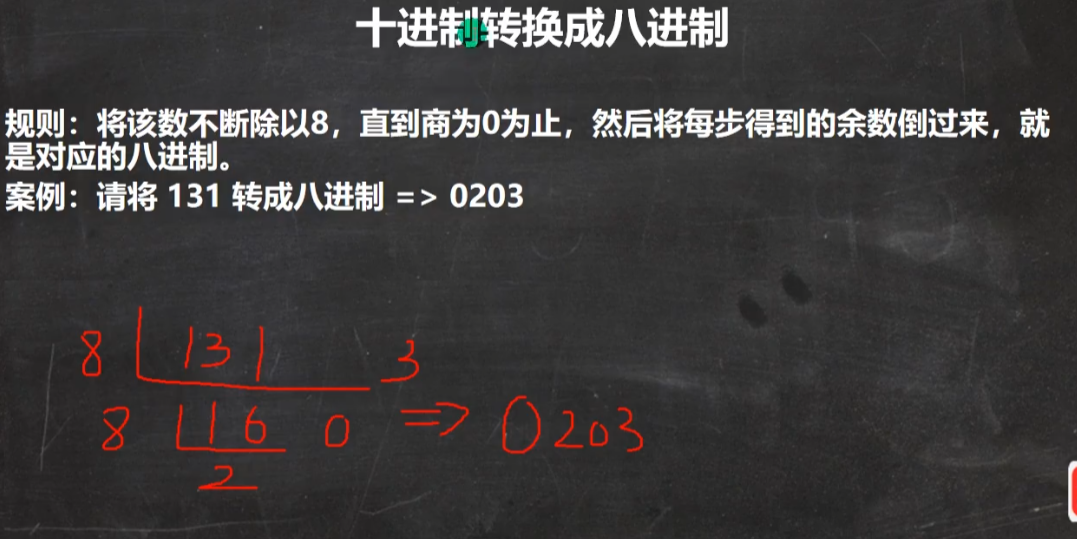 十进制转换成八进制
规则：将该数不断除以8，直到商为0为止，然后将每步得到的余数倒过来，就
是对应的八进制。
案例：请将 131 转成八进制 => 0203
8 131 3
8 16 0 => 0203
2